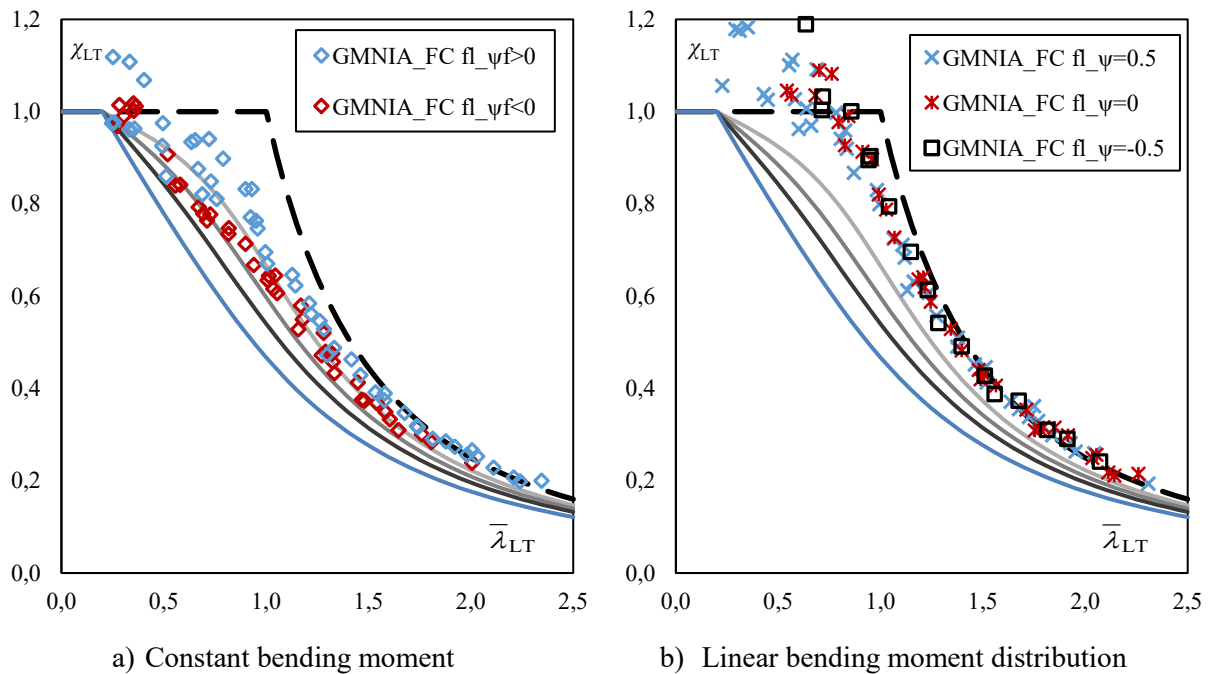 1,2
1,0
0,8
0,6
0,4
0,2
0,0
0,0 0,5 1,0 1,5 2,0 2,5
χLT
λ̅LT
GMNIA_FC fl_ψf>0
GMNIA_FC fl_ψf<0
a) Constant bending moment
1,2
1,0
0,8
0,6
0,4
0,2
0,0
0,0 0,5 1,0 1,5 2,0 2,5
χLT
λ̅LT
GMNIA_FC fl_ψ=0.5
GMNIA_FC fl_ψ=0
GMNIA_FC fl_ψ=-0.5
b) Linear bending moment distribution